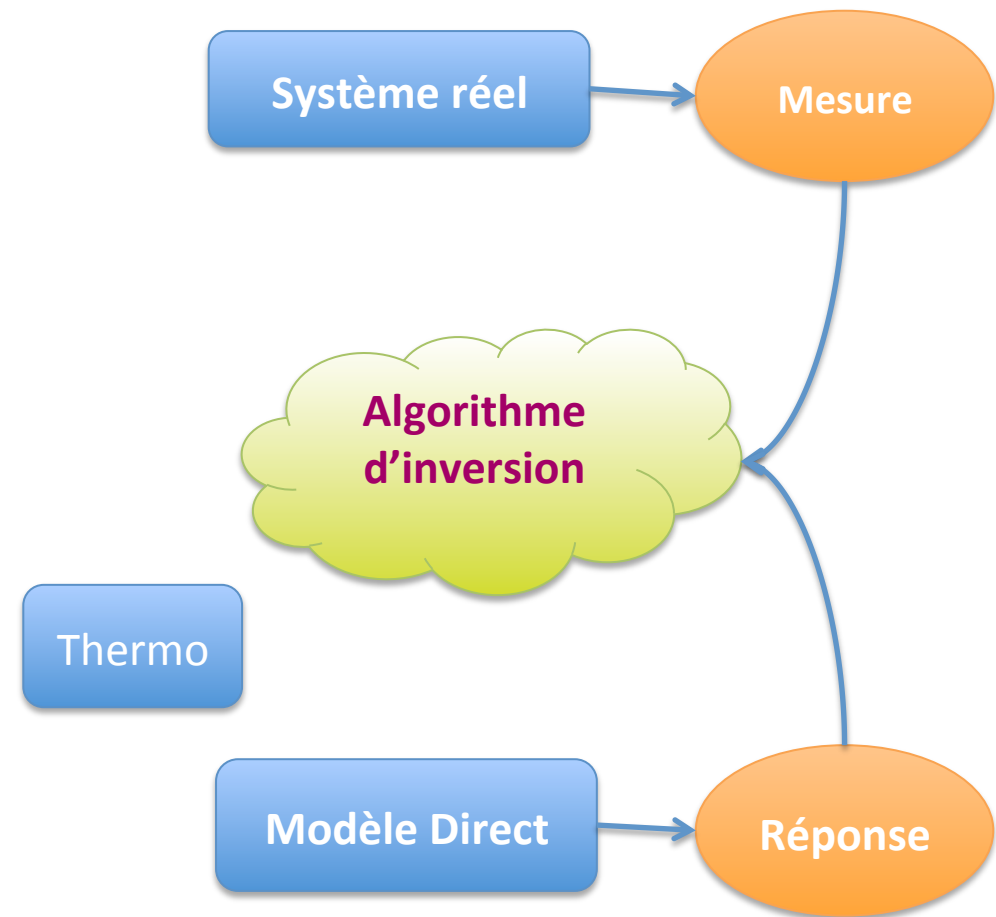 Système réel
Mesure
Algorithme
d’inversion
Thermo
Modèle Direct
Réponse